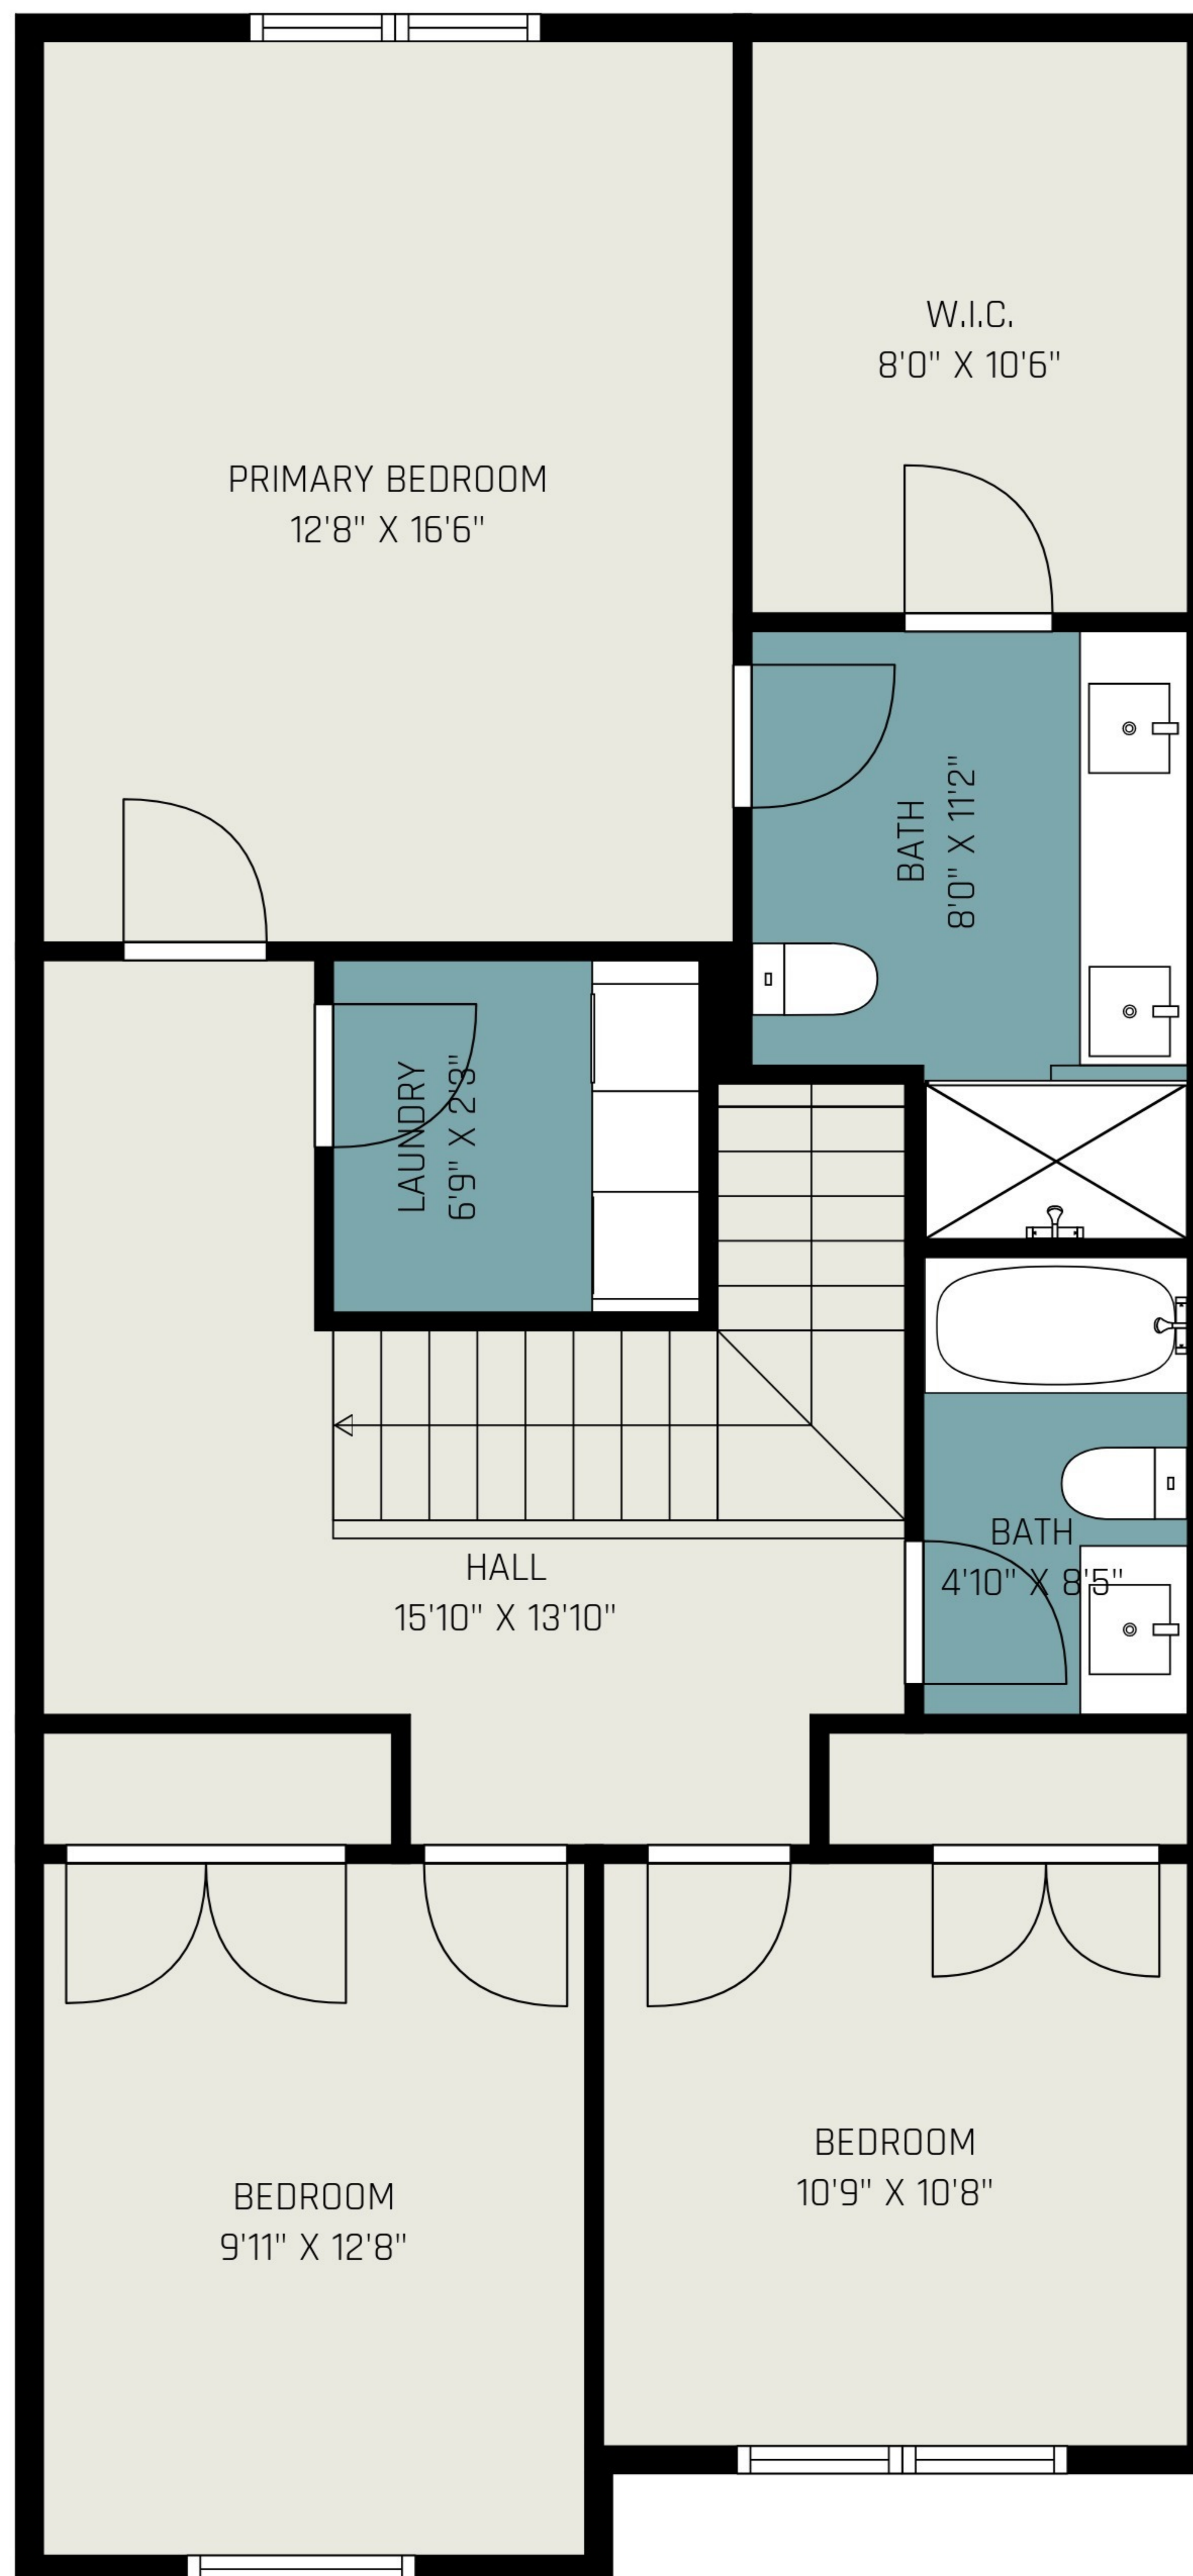 W.I.C.
8'0" X 10'6"
PRIMARY BEDROOM
12'8" X 16'6"
BATH
8'0" X 11'2"
LAUNDRY
6'9" X 2'3"
BATH
4'10" X 8'5"
HALL
15'10" X 13'10"
BEDROOM
10'9" X 10'8"
BEDROOM
9'11" X 12'8"